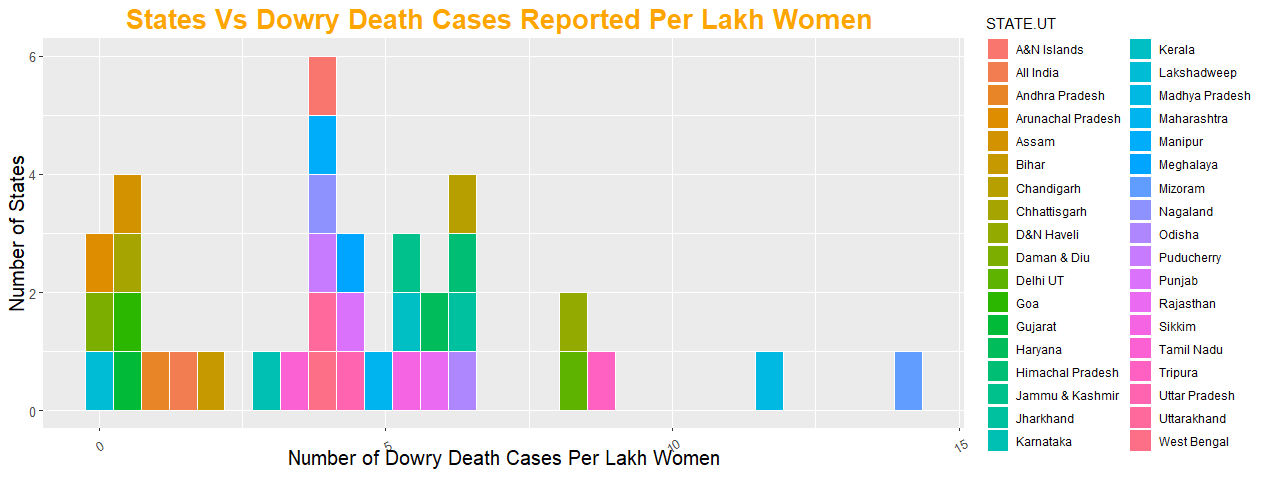 States Vs Dowry Death Cases Reported Per Lakh Women
6
4
2
0
Number of States
0
5
10
15
Number of Dowry Death Cases Per Lakh Women
STATE.UT
A&N Islands
All India
Andhra Pradesh
Arunachal Pradesh
Assam
Bihar
Chandigarh
Chhattisgarh
D&N Haveli
Daman & Diu
Delhi UT
Goa
Gujarat
Haryana
Himachal Pradesh
Jammu & Kashmir
Jharkhand
Karnataka
Kerala
Lakshadweep
Madhya Pradesh
Maharashtra
Manipur
Meghalaya
Mizoram
Nagaland
Odisha
Puducherry
Punjab
Rajasthan
Sikkim
Tamil Nadu
Tripura
Uttar Pradesh
Uttarakhand
West Bengal